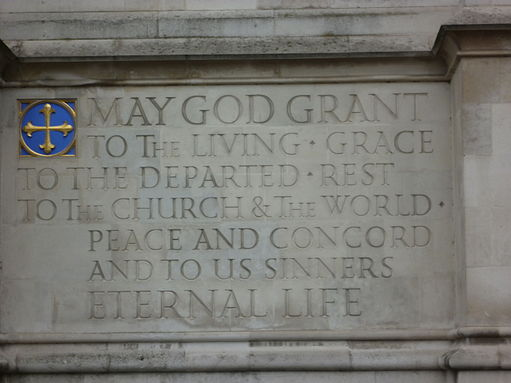 MAY GOD GRANT
TO THE LIVING · GRACE
TO THE DEPARTED · REST
TO THE CHURCH & THE WORLD ·
PEACE AND CONCORD
AND TO US SINNERS
ETERNAL LIFE